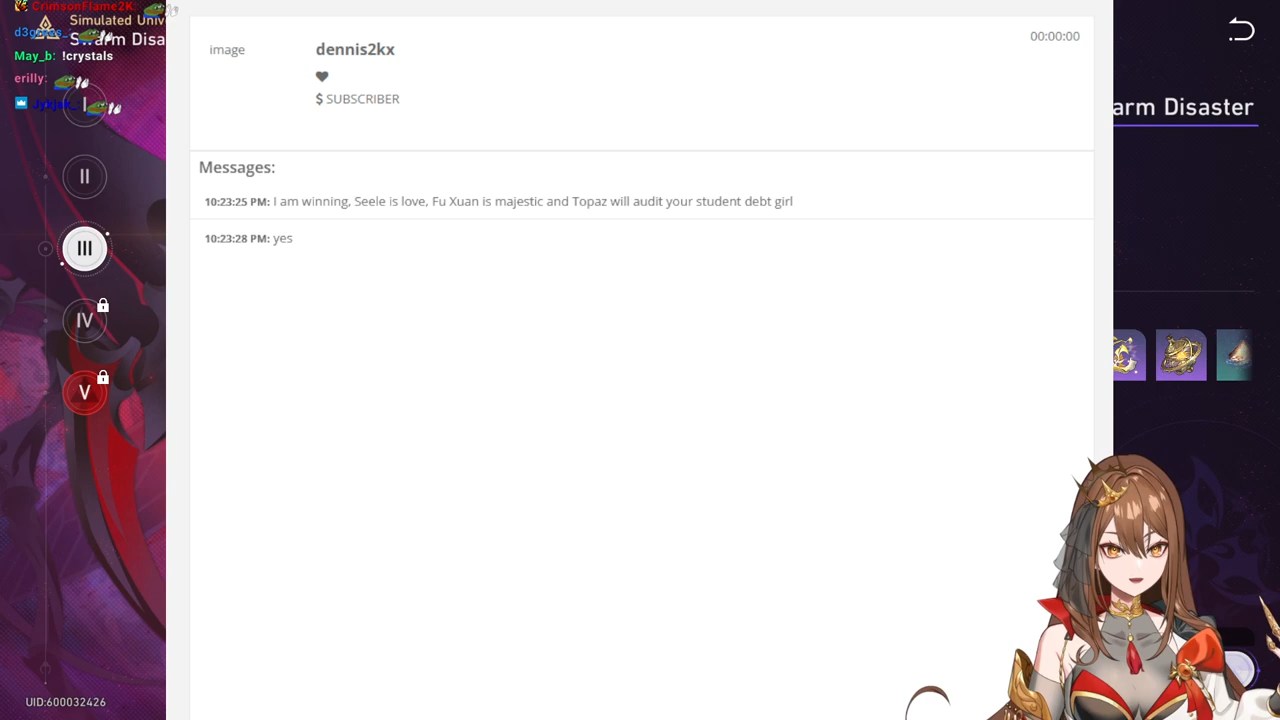 CrimsonFlame2K:
Simulated Univ
Swarm Disa
May_b: !crystals
erilly:
I
II
III
IV
V
UID:600032426
image
dennis2kx
$ SUBSCRIBER
00:00:00
Messages:
10:23:25 PM: I am winning, Seele is love, Fu Xuan is majestic and Topaz will audit your student debt girl
10:23:28 PM: yes
arm Disaster